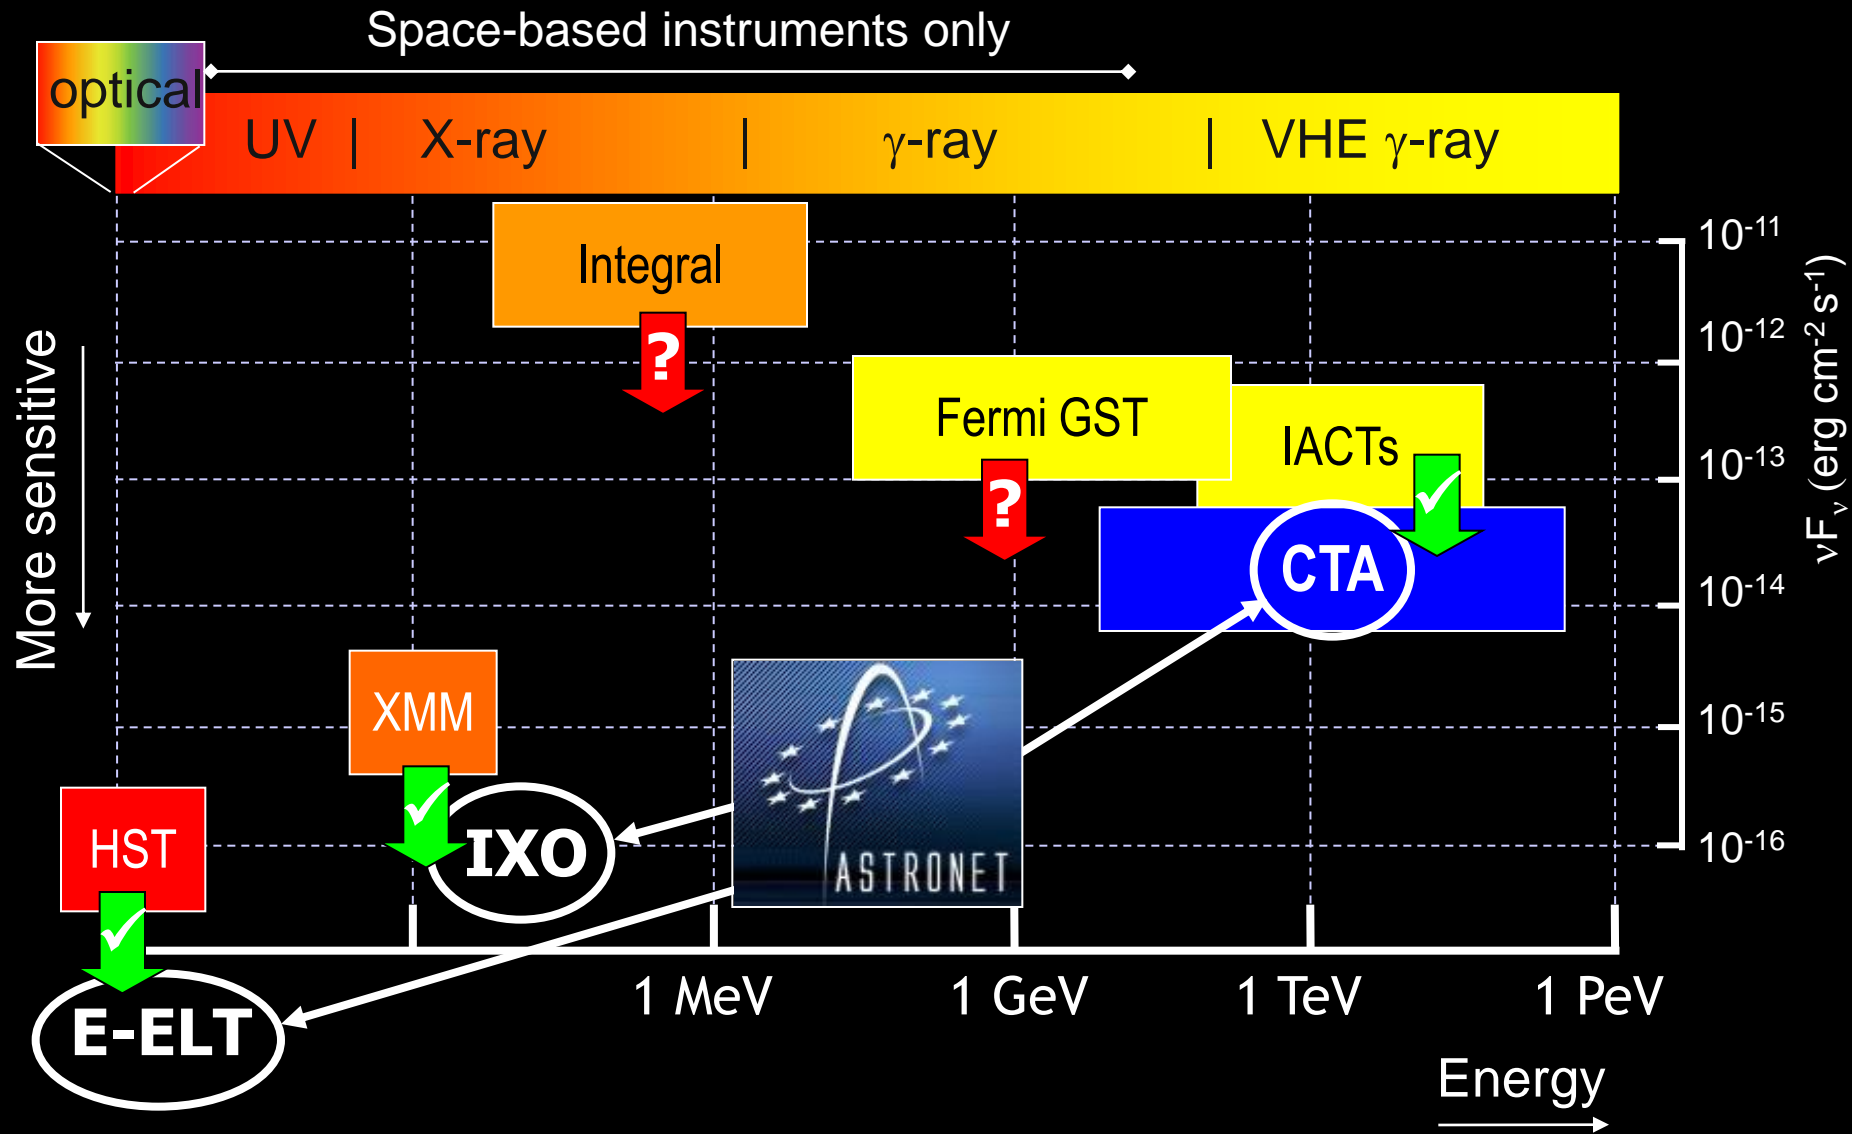 Space-based instruments only
optical
UV | X-ray | γ-ray | VHE γ-ray
10-11
Integral
10-12
?
More sensitive
νFν (erg cm-2 s-1)
Fermi GST
IACTs
10-13
?
CTA
10-14
XMM
10-15
HST
IXO
ASTRONET
10-16
1 MeV
1 GeV
1 TeV
1 PeV
E-ELT
Energy